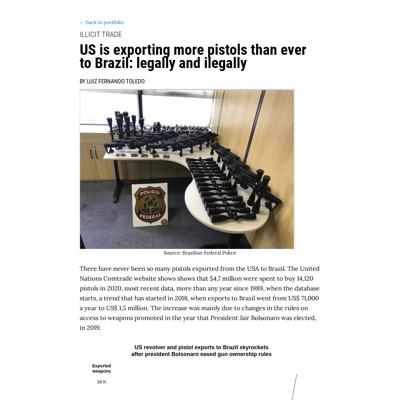 ← back to portfolio
ILLICIT TRADE
US is exporting more pistols than ever
to Brazil: legally and ilegally
BY LUIZ FERNANDO TOLEDO
POLICIA
FEDERAL
Source: Brazilian Federal Police
There have never been so many pistols exported from the USA to Brazil. The United
Nations Comtrade website shows shows that $4,7 million were spent to buy 14,120
pistols in 2020, most recent data, more than any year since 1989, when the database
starts, a trend that has started in 2018, when exports to Brazil went from US$ 71,000
a year to US$ 1,5 million. The increase was mainly due to changes in the rules on
access to weapons promoted in the year that President Jair Bolsonaro was elected,
in 2019.
US revolver and pistol exports to Brazil skyrockets
after president Bolsonaro eased gun ownership rules
Exported
weapons
20 K